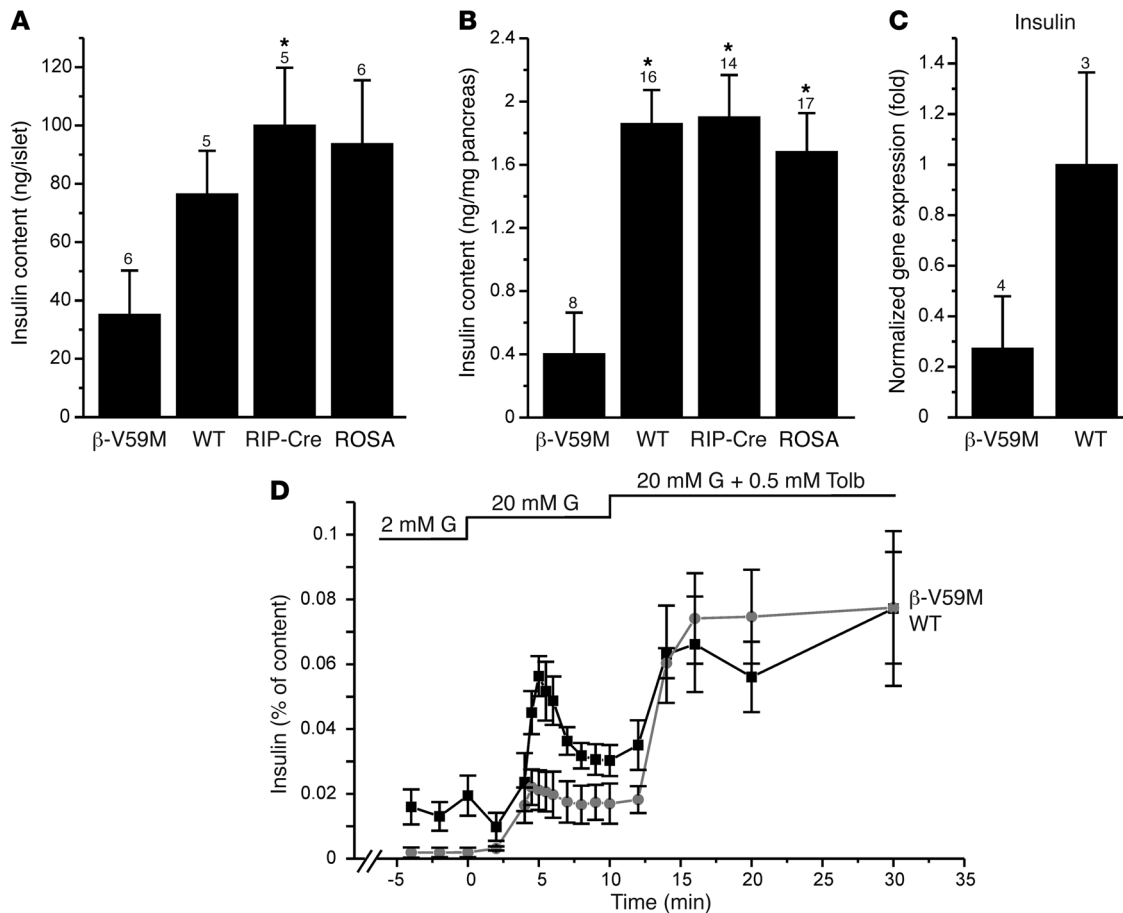 A
Insulin content (ng/islet)
120
100
80
60
40
20
0
6
5
*
5
6
β-V59M WT RIP-Cre ROSA
B
Insulin content (ng/mg pancreas)
2.4
2
1.6
1.2
0.8
0.4
0
8
*
16
*
14
*
17
β-V59M WT RIP-Cre ROSA
C
Insulin
Normalized gene expression (fold)
1.4
1.2
1
0.8
0.6
0.4
0.2
0
4
3
β-V59M WT
D
2 mM G
20 mM G
20 mM G + 0.5 mM Tolb
Insulin (% of content)
0.1
0.08
0.06
0.04
0.02
0
β-V59M
WT
-5 0 5 10 15 20 25 30 35
Time (min)